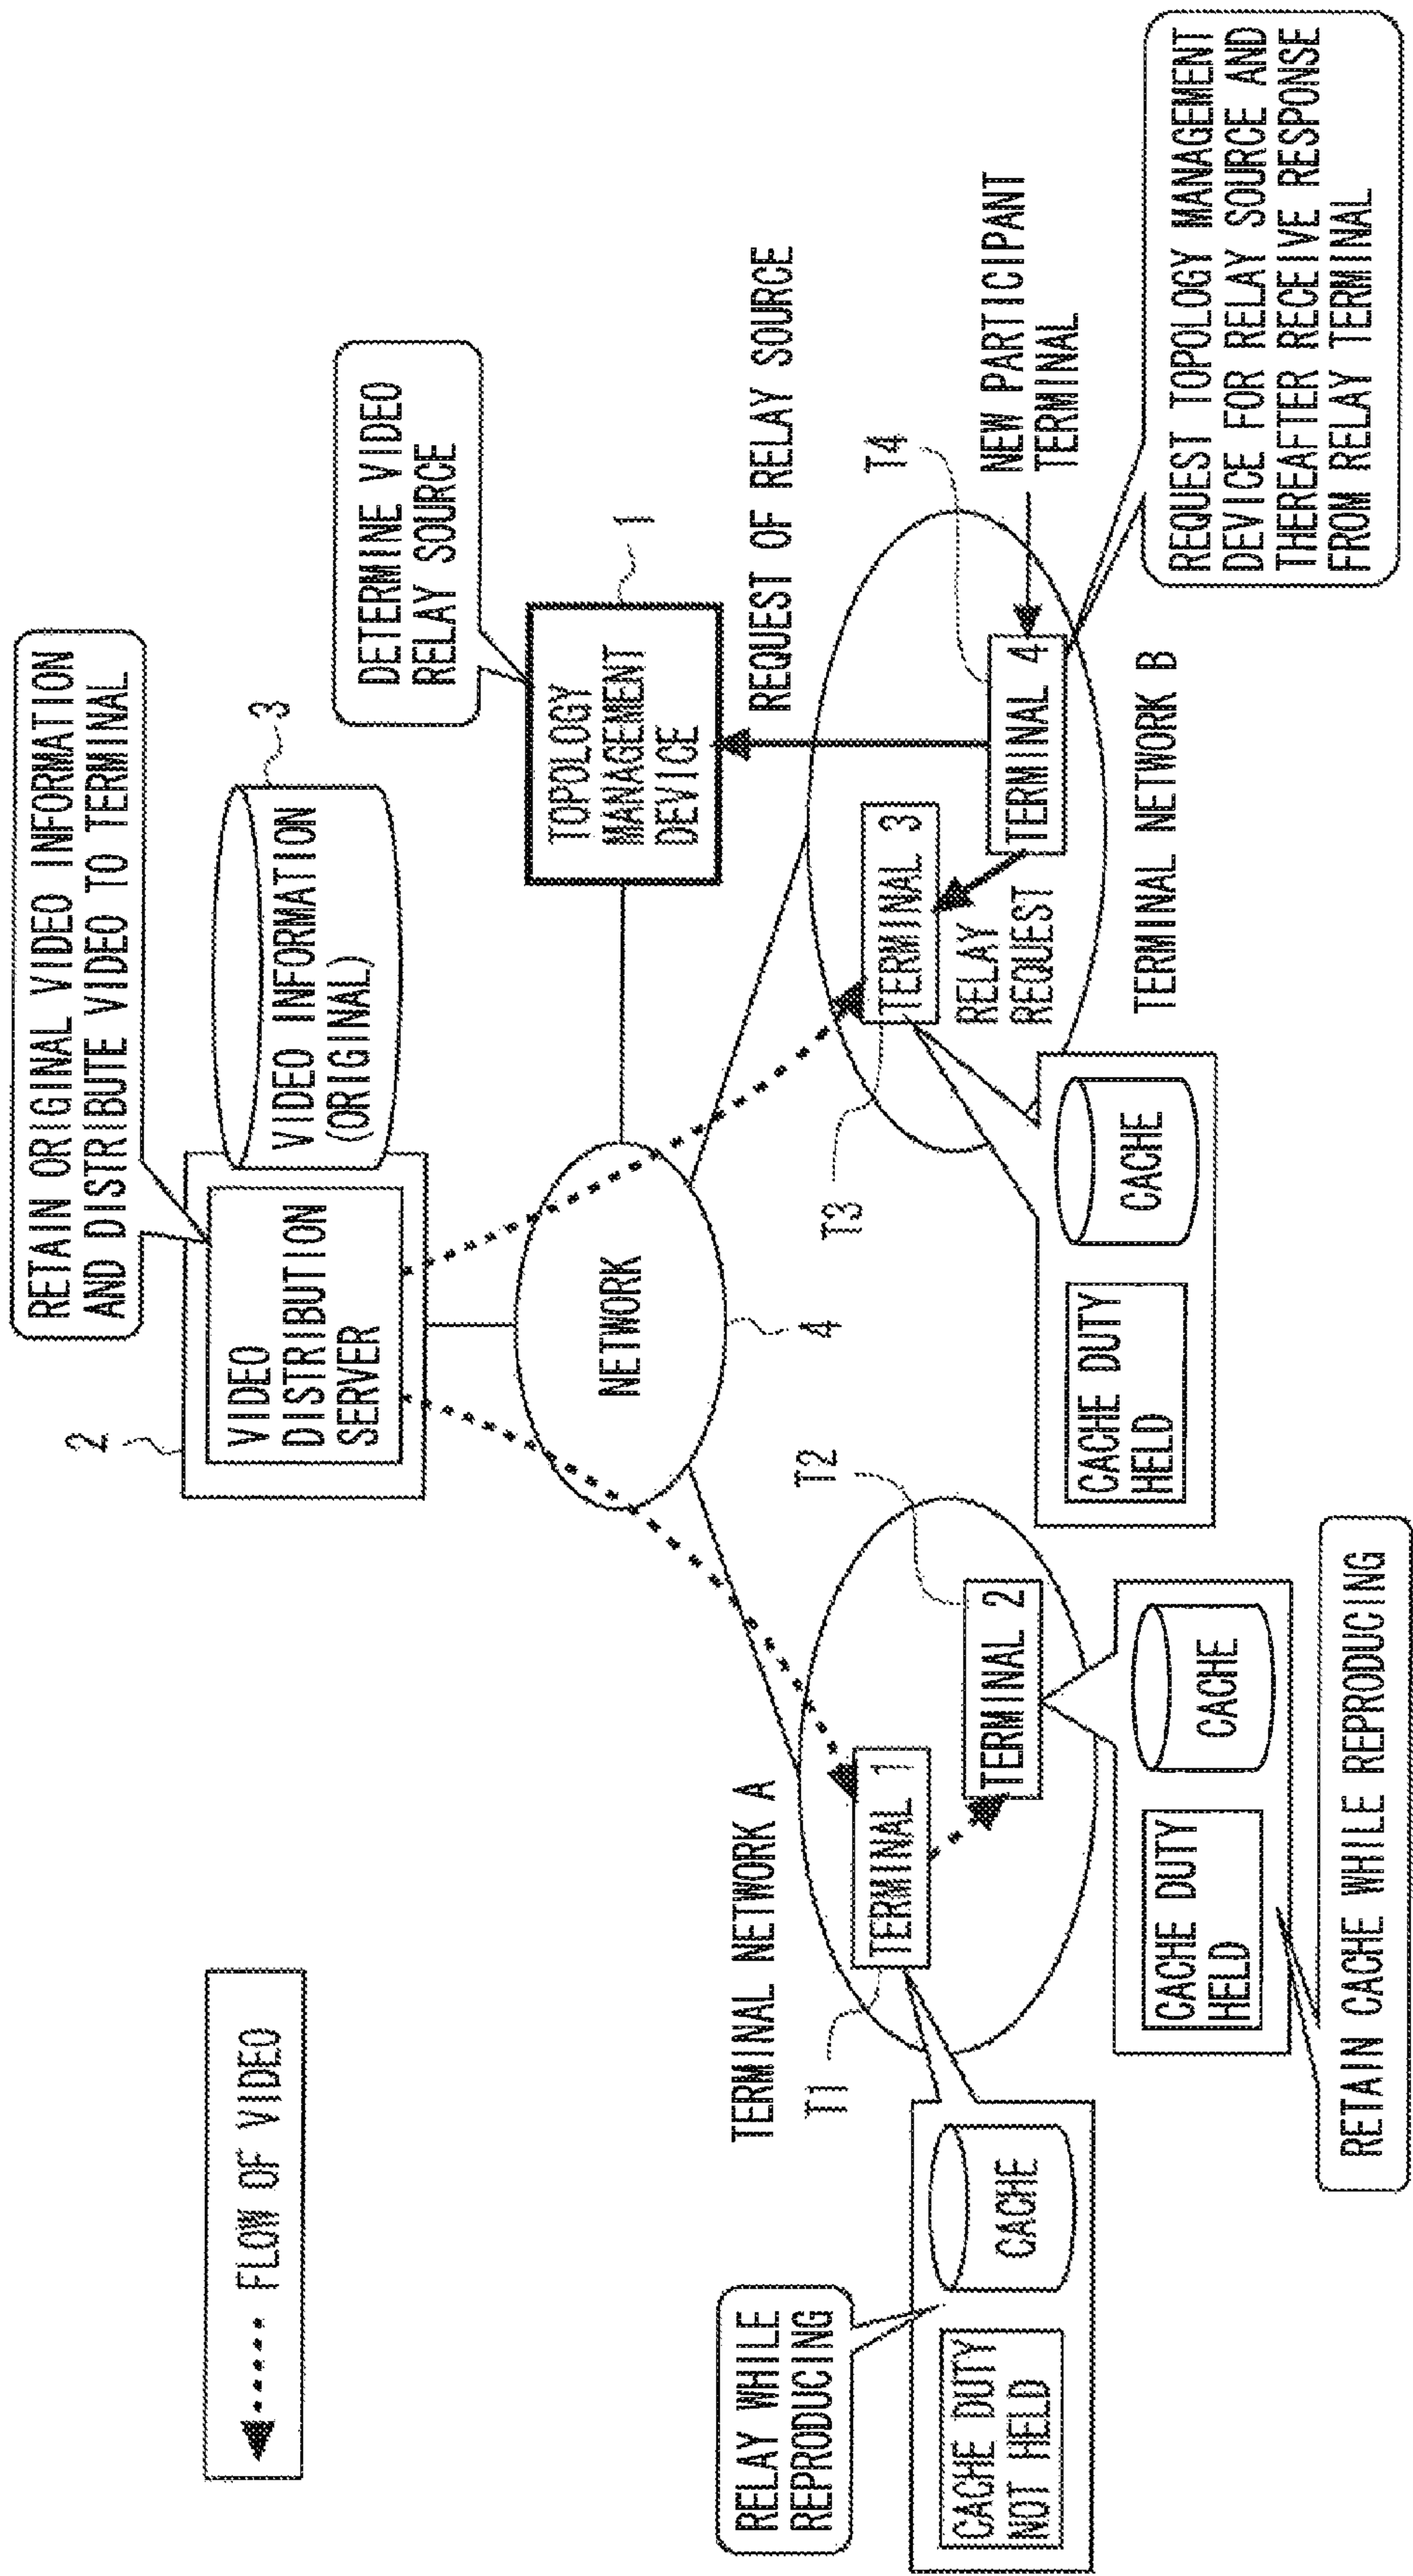 RETAIN ORIGINAL VIDEO INFORMATION
AND DISTRIBUTE VIDEO TO TERMINAL
FLOW OF VIDEO
2
VIDEO
DISTRIBUTION
SERVER
VIDEO INFORMATION
(ORIGINAL)
3
DETERMINE VIDEO
RELAY SOURCE
NETWORK
4
TOPOLOGY
MANAGEMENT
DEVICE
1
REQUEST OF RELAY SOURCE
TERMINAL NETWORK A
RELAY WHILE
REPRODUCING
T1
T2
TERMINAL 1
TERMINAL 2
CACHE DUTY
NOT HELD
CACHE
CACHE DUTY
HELD
CACHE
RETAIN CACHE WHILE REPRODUCING
T3
T4
TERMINAL 3
RELAY
REQUEST
TERMINAL 4
NEW PARTICIPANT
TERMINAL
CACHE DUTY
HELD
CACHE
TERMINAL NETWORK B
REQUEST TOPOLOGY MANAGEMENT
DEVICE FOR RELAY SOURCE AND
THEREAFTER RECEIVE RESPONSE
FROM RELAY TERMINAL